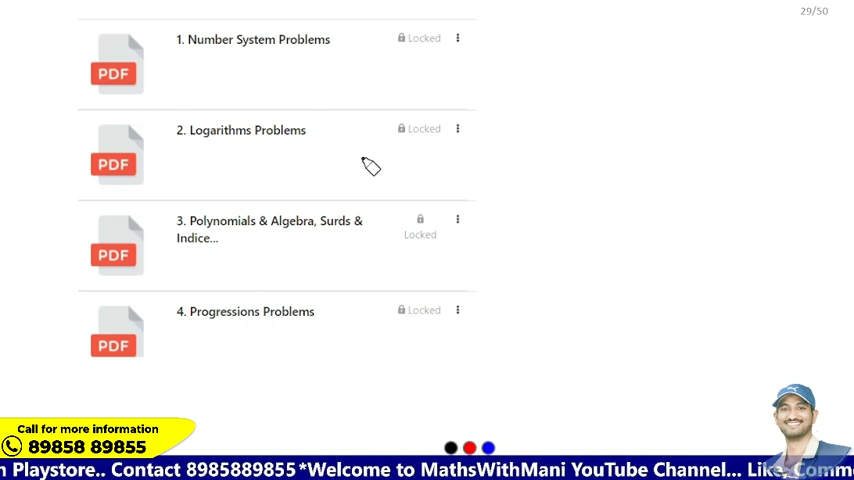 29/50
PDF
1. Number System Problems
Locked
PDF
2. Logarithms Problems
Locked
PDF
3. Polynomials & Algebra, Surds &
Indice...
Locked
PDF
4. Progressions Problems
Locked
Call for more information
89858 89855
n Playstore.. Contact 8985889855 *Welcome to MathsWithMani YouTube Channel... Like, Comme